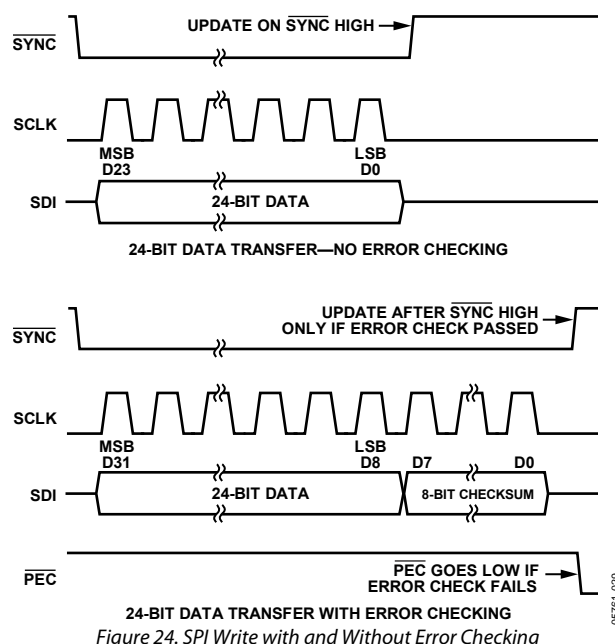 UPDATE ON SYNC HIGH
SYNC
SCLK
MSB LSB
D23 D0
SDI 24-BIT DATA
24-BIT DATA TRANSFER—NO ERROR CHECKING
UPDATE AFTER SYNC HIGH
ONLY IF ERROR CHECK PASSED
SYNC
SCLK
MSB LSB
D31 D8 D7 D0
SDI 24-BIT DATA 8-BIT CHECKSUM
PEC GOES LOW IF
ERROR CHECK FAILS
PEC
24-BIT DATA TRANSFER WITH ERROR CHECKING
Figure 24. SPI Write with and Without Error Checking